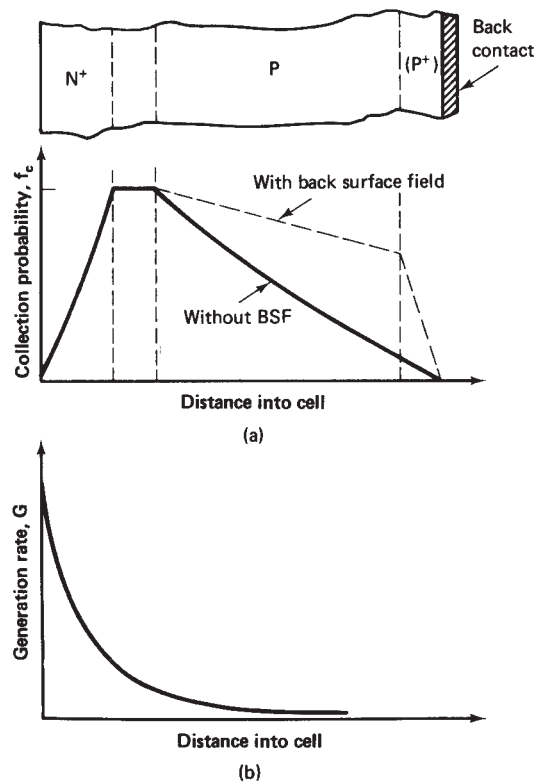 Back
contact
N+
P
(P+)
Collection probability, fc
With back surface field
Without BSF
Distance into cell
(a)
Generation rate, G
Distance into cell
(b)